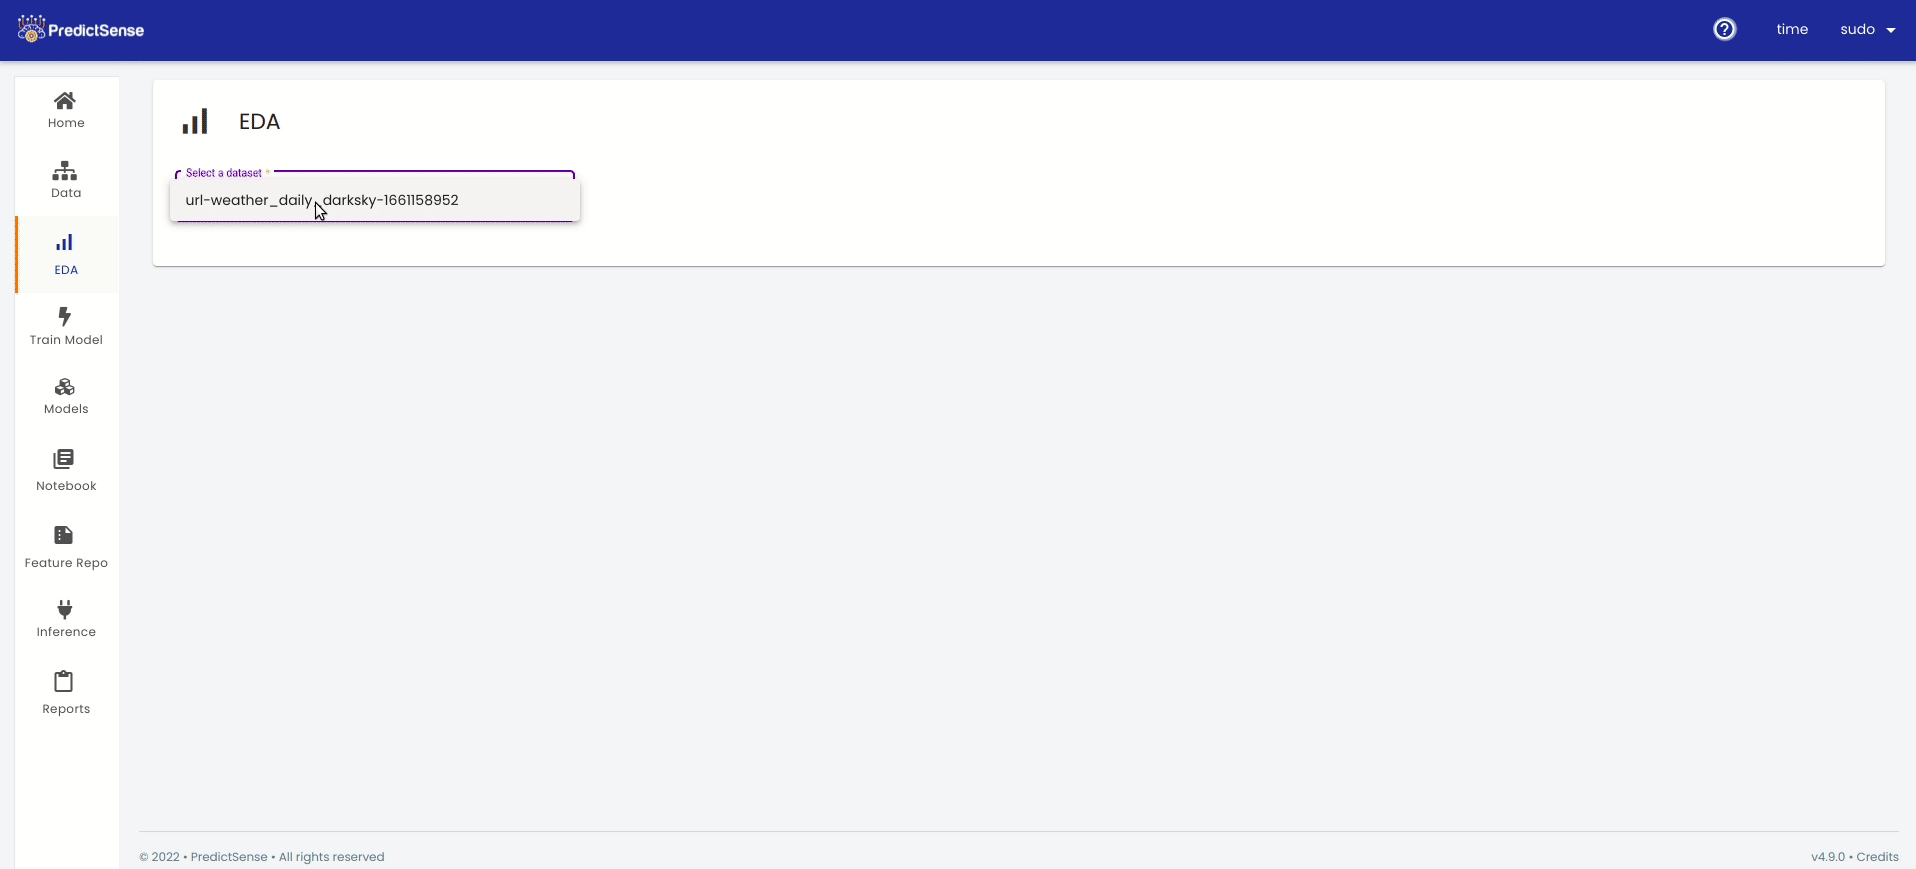 PredictSense
time
sudo
Home
Data
EDA
Train Model
Models
Notebook
Feature Repo
Inference
Reports
EDA
Select a dataset *
url-weather_daily_darksky-1661158952
© 2022 • PredictSense • All rights reserved
v4.9.0 • Credits